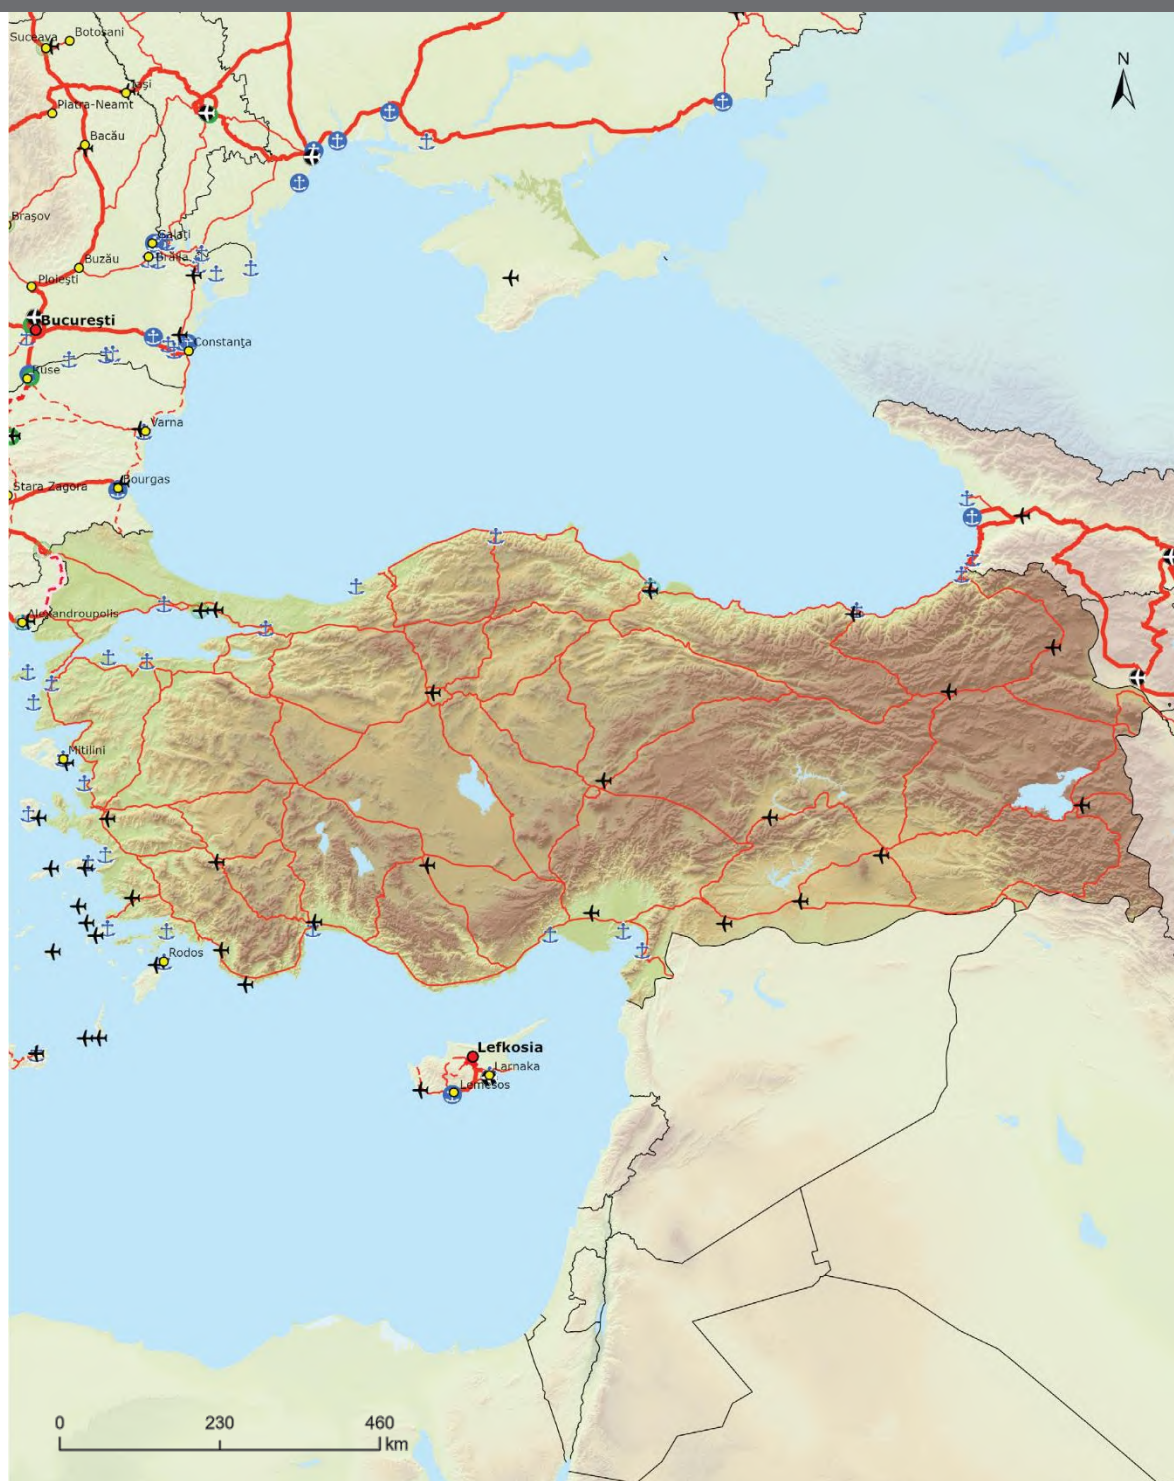 Suceava
Botoşani
N
Iaşi
Piatra-Neamt
Bacău
Braşov
Galaţi
Brăila
Buzău
Ploieşti
Bucureşti
Constanţa
Ruse
Varna
Bourgas
Stara Zagora
Alexandroupolis
Mitilini
Rodos
Lefkosia
Larnaka
Lemesos
0 230 460
km